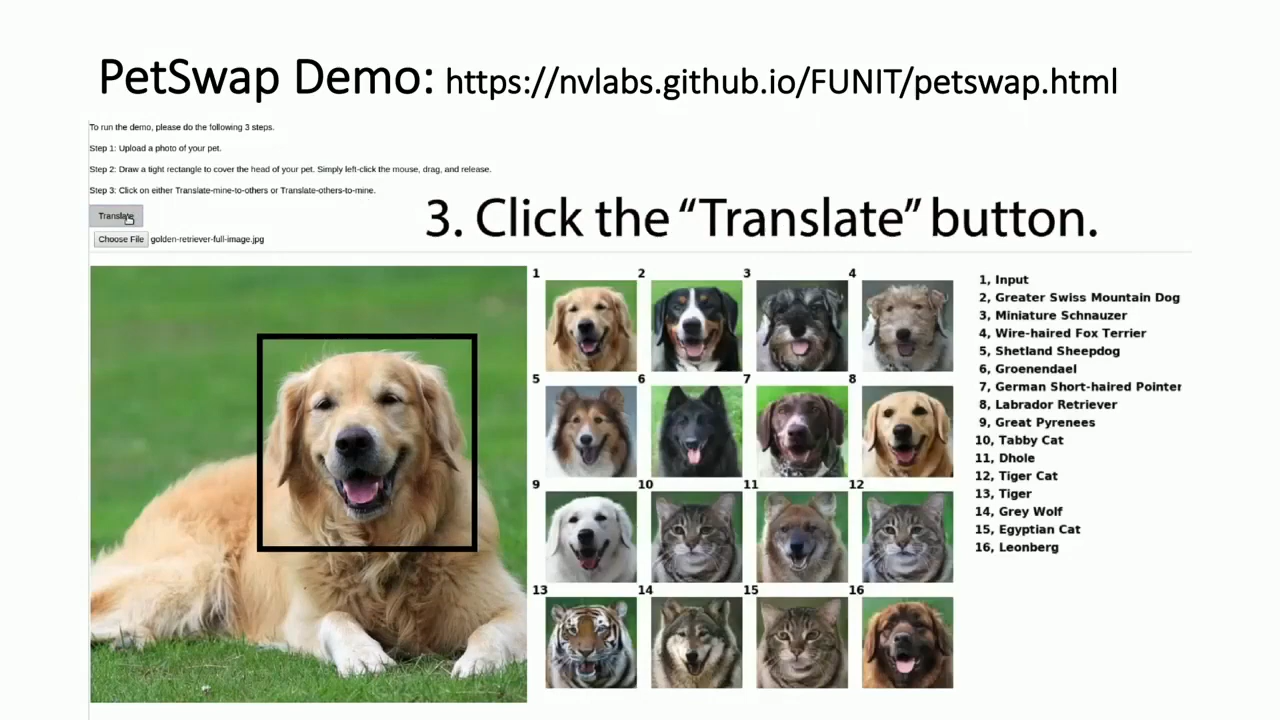 PetSwap Demo: https://nvlabs.github.io/FUNIT/petswap.html
To run the demo, please do the following 3 steps.
Step 1: Upload a photo of your pet.
Step 2: Draw a tight rectangle to cover the head of your pet. Simply left-click the mouse, drag, and release.
Step 3: Click on either Translate-mine-to-others or Translate-others-to-mine.
Translate
3. Click the “Translate” button.
Choose File golden-retriever-full-image.jpg
1 2 3 4
5 6 7 8
9 10 11 12
13 14 15 16
1, Input
2, Greater Swiss Mountain Dog
3, Miniature Schnauzer
4, Wire-haired Fox Terrier
5, Shetland Sheepdog
6, Groenendael
7, German Short-haired Pointer
8, Labrador Retriever
9, Great Pyrenees
10, Tabby Cat
11, Dhole
12, Tiger Cat
13, Tiger
14, Grey Wolf
15, Egyptian Cat
16, Leonberg